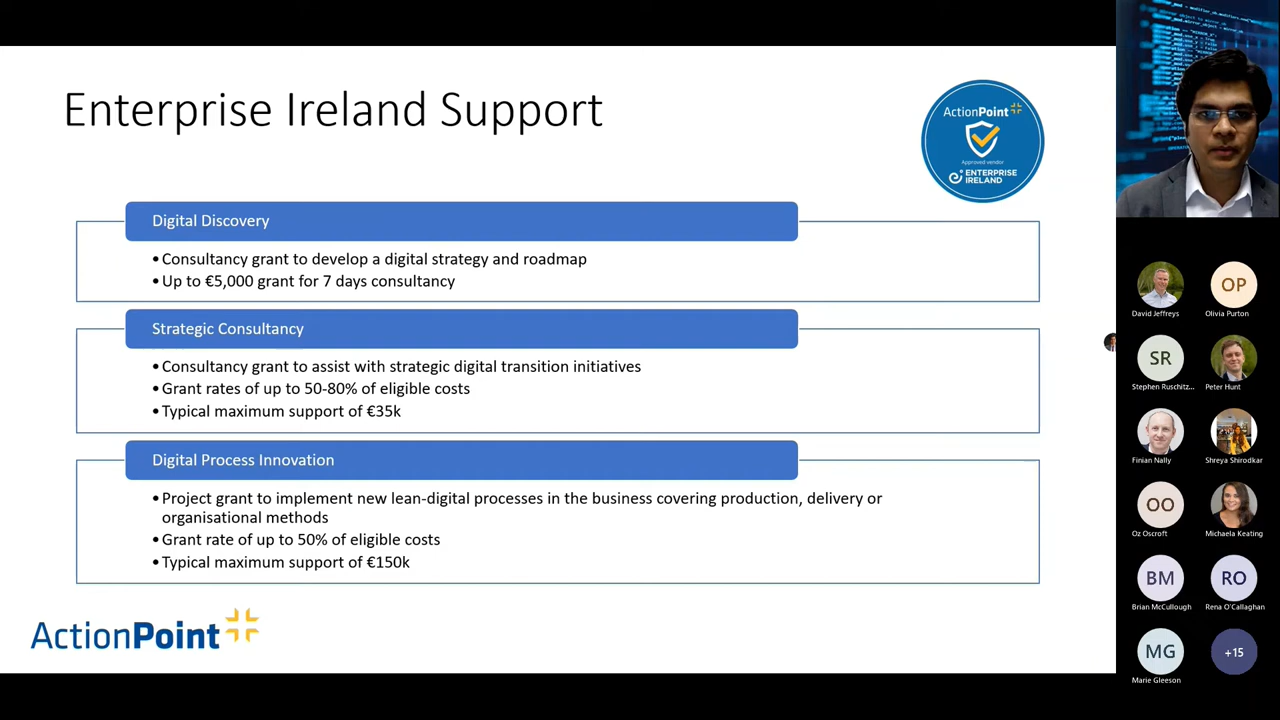 Enterprise Ireland Support
ActionPoint
Approved vendor
ENTERPRISE
IRELAND
Digital Discovery
•Consultancy grant to develop a digital strategy and roadmap
•Up to €5,000 grant for 7 days consultancy
Strategic Consultancy
•Consultancy grant to assist with strategic digital transition initiatives
•Grant rates of up to 50-80% of eligible costs
•Typical maximum support of €35k
Digital Process Innovation
•Project grant to implement new lean-digital processes in the business covering production, delivery or
organisational methods
•Grant rate of up to 50% of eligible costs
•Typical maximum support of €150k
ActionPoint
David Jeffreys
OP
Olivia Purton
SR
Stephen Ruschitz...
Peter Hunt
Finian Nally
Shreya Shirodkar
OO
Oz Oscroft
Michaela Keating
BM
Brian McCullough
RO
Rena O'Callaghan
MG
Marie Gleeson
+15